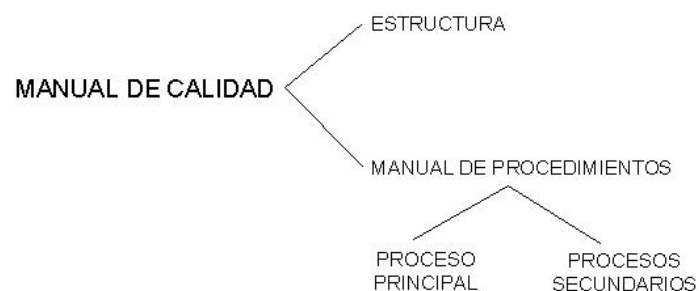 ESTRUCTURA
MANUAL DE CALIDAD
MANUAL DE PROCEDIMIENTOS
PROCESO
PRINCIPAL
PROCESOS
SECUNDARIOS